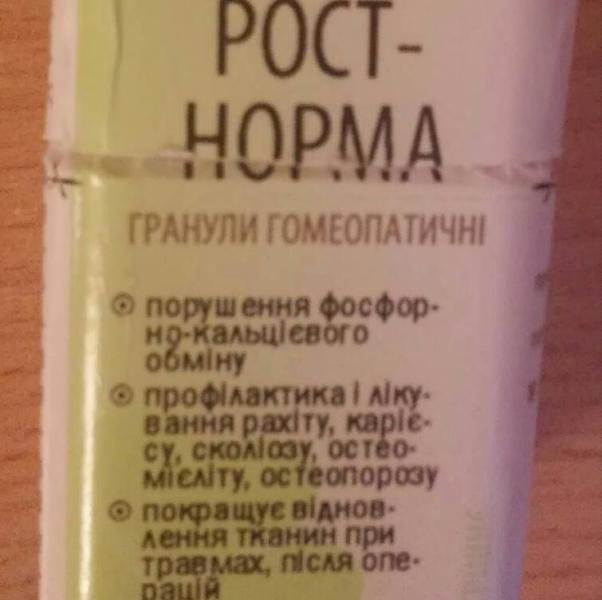 РОСТ-
НОРМА
ГРАНУЛИ ГОМЕОПАТИЧНІ
порушення фосфор-
но-кальцієвого
обміну
профілактика і ліку-
вання рахіту, каріє-
су, сколіозу, остео-
мієліту, остеопорозу
покращує віднов-
лення тканин при
травмах, після опе-
рацій